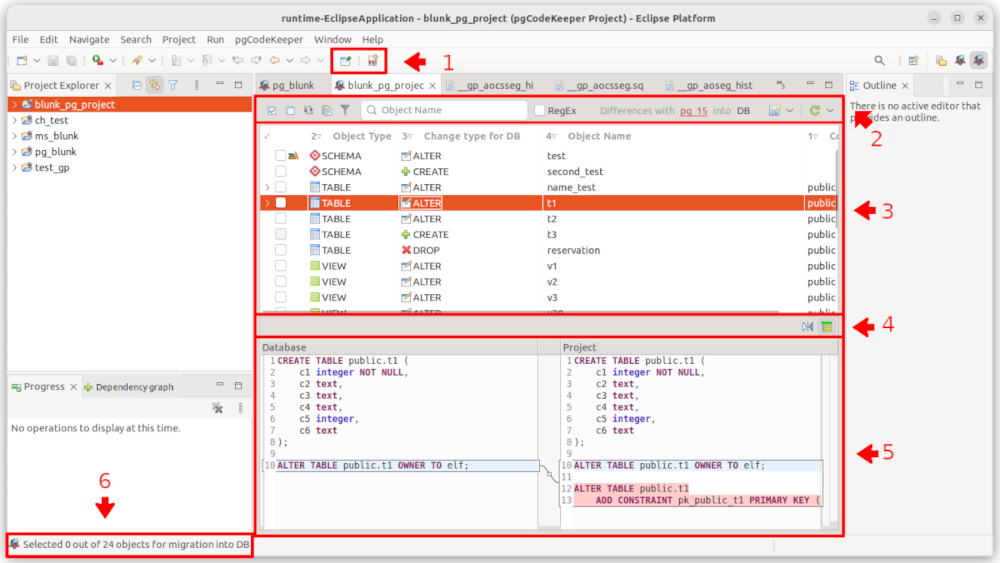 runtime-EclipseApplication - blunk_pg_project (pgCodeKeeper Project) - Eclipse Platform
File Edit Navigate Search Project Run pgCodeKeeper Window Help
1
Project Explorer
blunk_pg_project
ch_test
ms_blunk
pg_blunk
test_gp
pg_blunk blunk_pg_projec __gp_aocsseg_hi __gp_aocsseg.sq __gp_aoseg_hist »5
Object Name RegEx Differences with pg_15 into DB
2
2 Object Type 3 Change type for DB 4 Object Name 1 Co
SCHEMA ALTER test
SCHEMA CREATE second_test
TABLE ALTER name_test public
TABLE ALTER t1 public
TABLE ALTER t2 public
TABLE CREATE t3 public
TABLE DROP reservation public
VIEW ALTER v1 public
VIEW ALTER v2 public
VIEW ALTER v3 public
VIEW ALTER public
3
4
Database
1 CREATE TABLE public.t1 (
2 c1 integer NOT NULL,
3 c2 text,
4 c3 text,
5 c4 text,
6 c5 integer,
7 c6 text
8 );
9
10 ALTER TABLE public.t1 OWNER TO elf;
Project
1 CREATE TABLE public.t1 (
2 c1 integer NOT NULL,
3 c2 text,
4 c3 text,
5 c4 text,
6 c5 integer,
7 c6 text
8 );
9
10 ALTER TABLE public.t1 OWNER TO elf;
11
12 ALTER TABLE public.t1
13 ADD CONSTRAINT pk_public_t1 PRIMARY KEY (
5
Outline
There is no active editor that
provides an outline.
Progress Dependency graph
No operations to display at this time.
6
Selected 0 out of 24 objects for migration into DB